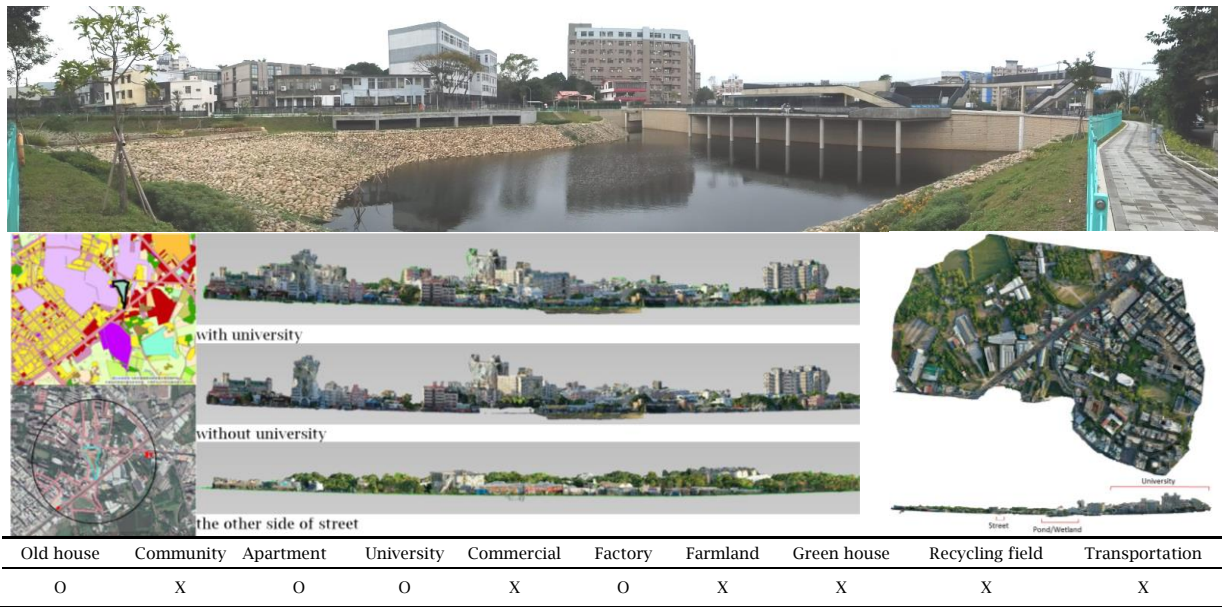 with university
without university
the other side of street
University
Street
Pond/Wetland
Old house Community Apartment University Commercial Factory Farmland Green house Recycling field Transportation
O X O O X O X X X X